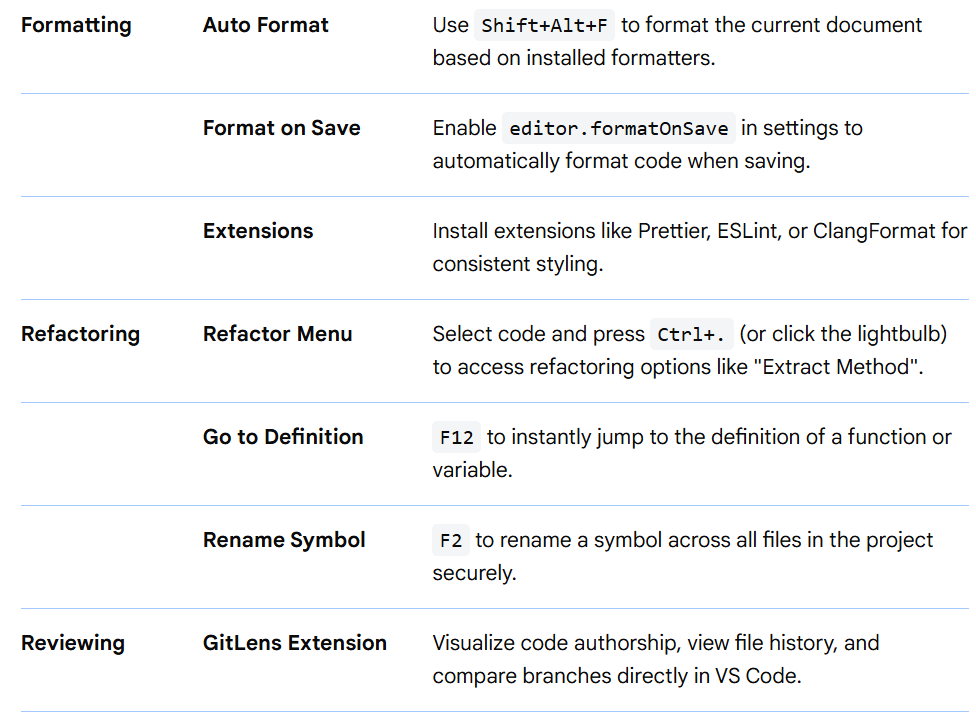 Formatting Auto Format Use Shift+Alt+F to format the current document
based on installed formatters.
Format on Save Enable editor.formatOnSave in settings to
automatically format code when saving.
Extensions Install extensions like Prettier, ESLint, or ClangFormat for
consistent styling.
Refactoring Refactor Menu Select code and press Ctrl+. (or click the lightbulb)
to access refactoring options like "Extract Method".
Go to Definition F12 to instantly jump to the definition of a function or
variable.
Rename Symbol F2 to rename a symbol across all files in the project
securely.
Reviewing GitLens Extension Visualize code authorship, view file history, and
compare branches directly in VS Code.